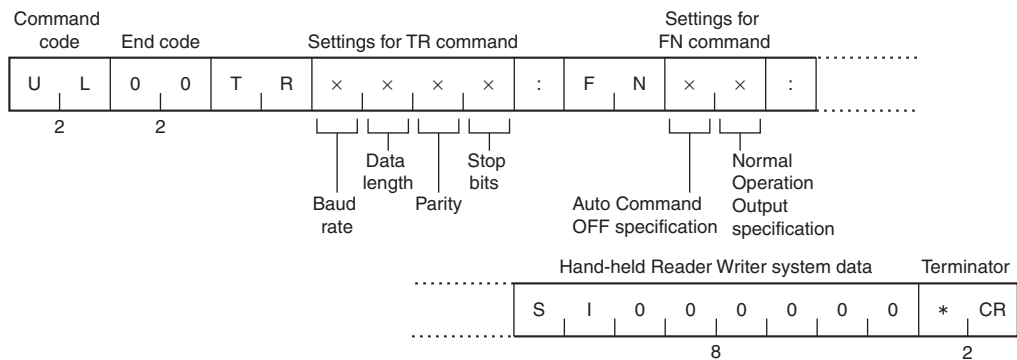 Command code
End code
Settings for TR command
Settings for FN command
U L 0 0 T R × × × × : F N × × :
2 2
Baud rate
Data length
Parity
Stop bits
Auto Command OFF specification
Normal Operation Output specification
Hand-held Reader Writer system data
Terminator
S I 0 0 0 0 0 0 * CR
8 2